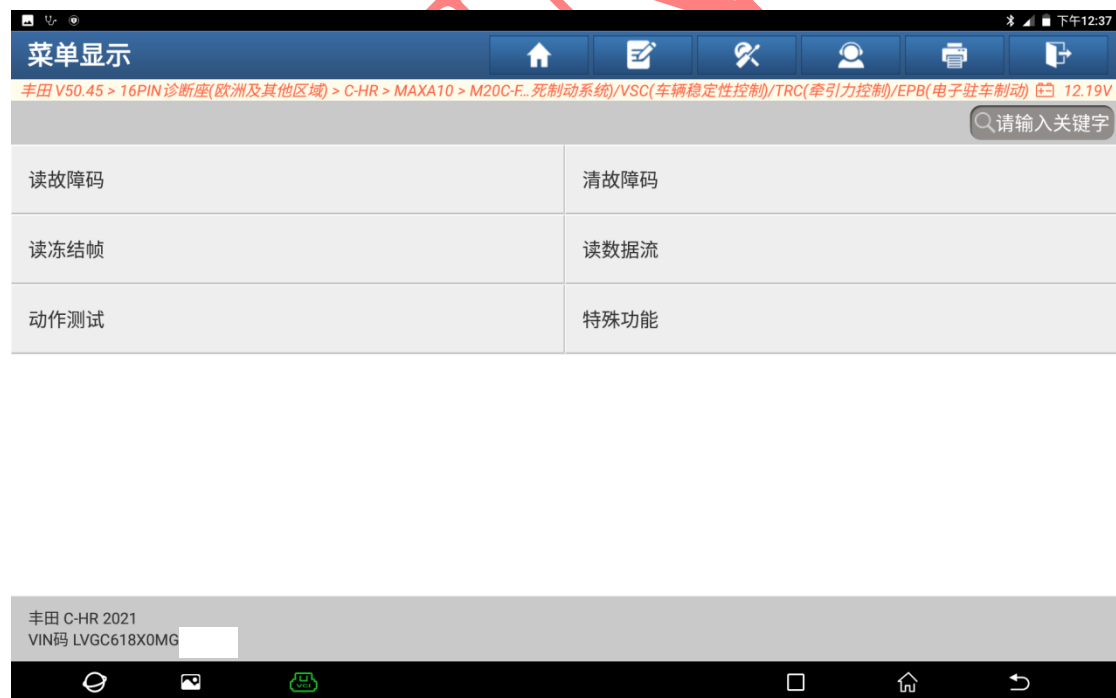 下午12:37
菜单显示
丰田 V50.45 > 16PIN诊断座(欧洲及其他区域) > C-HR > MAXA10 > M20C-F... 死制动系统)/VSC(车辆稳定性控制)/TRC(牵引力控制)/EPB(电子驻车制动) 12.19V
请输入关键字
读故障码 清故障码
读冻结帧 读数据流
动作测试 特殊功能
丰田 C-HR 2021
VIN码 LVGC618X0MG
VCI